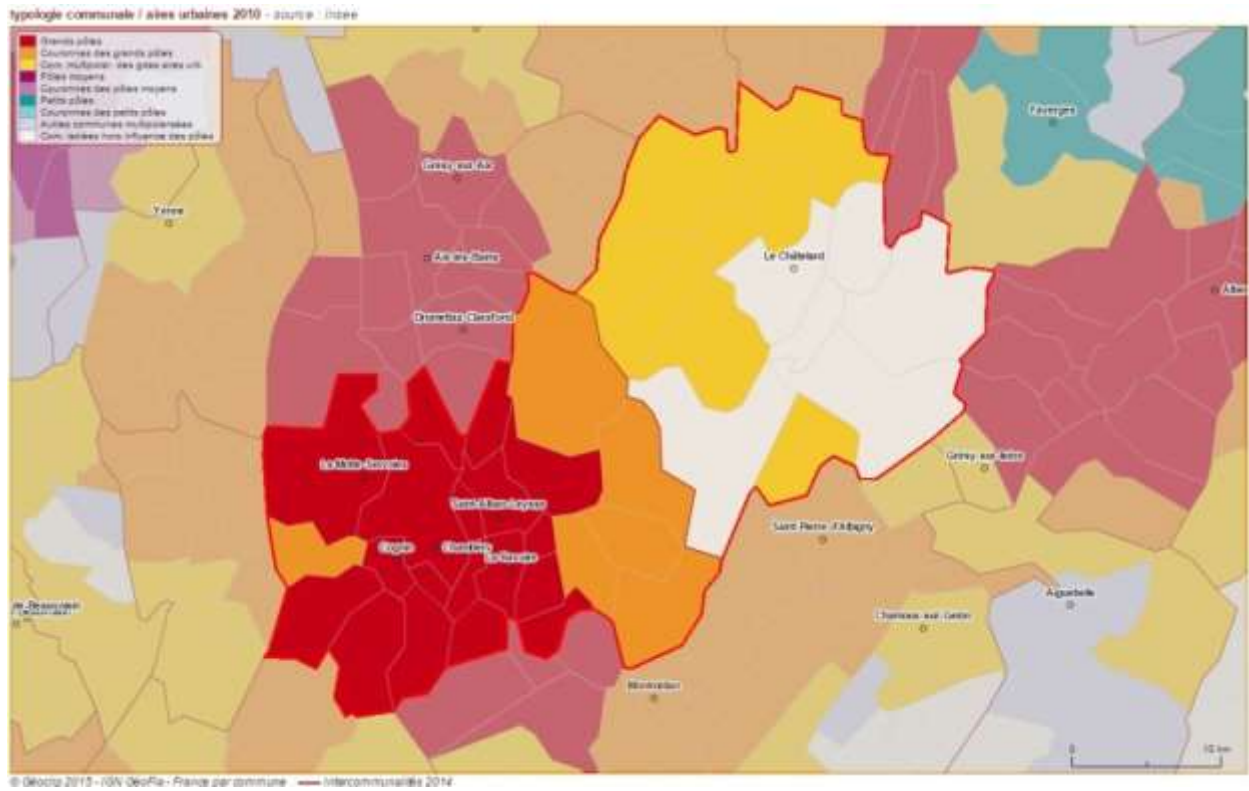 typologie communale / aires urbaines 2010 - source : Insee
Grands pôles
Couronnes des grands pôles
Com. multipolar. des gdes aires urb.
Pôles moyens
Couronnes des pôles moyens
Petits pôles
Couronnes des petits pôles
Autres communes multipolarisées
Com. isolées hors influence des pôles
Faverges
Grésy-sur-Aix
Yenne
Aix-les-Bains
Le Châtelard
Drumettaz-Clarafond
La Motte-Servolex
Grésy-sur-Isère
Saint-Alban-Leysse
Saint-Pierre-d'Albigny
Cognin
Chambéry
La Ravoire
Aiguebelle
Chamoux-sur-Gelon
Montmélian
0
10 km
© Géoclip 2015 - IGN GéoFla - France par commune
Intercommunalités 2014